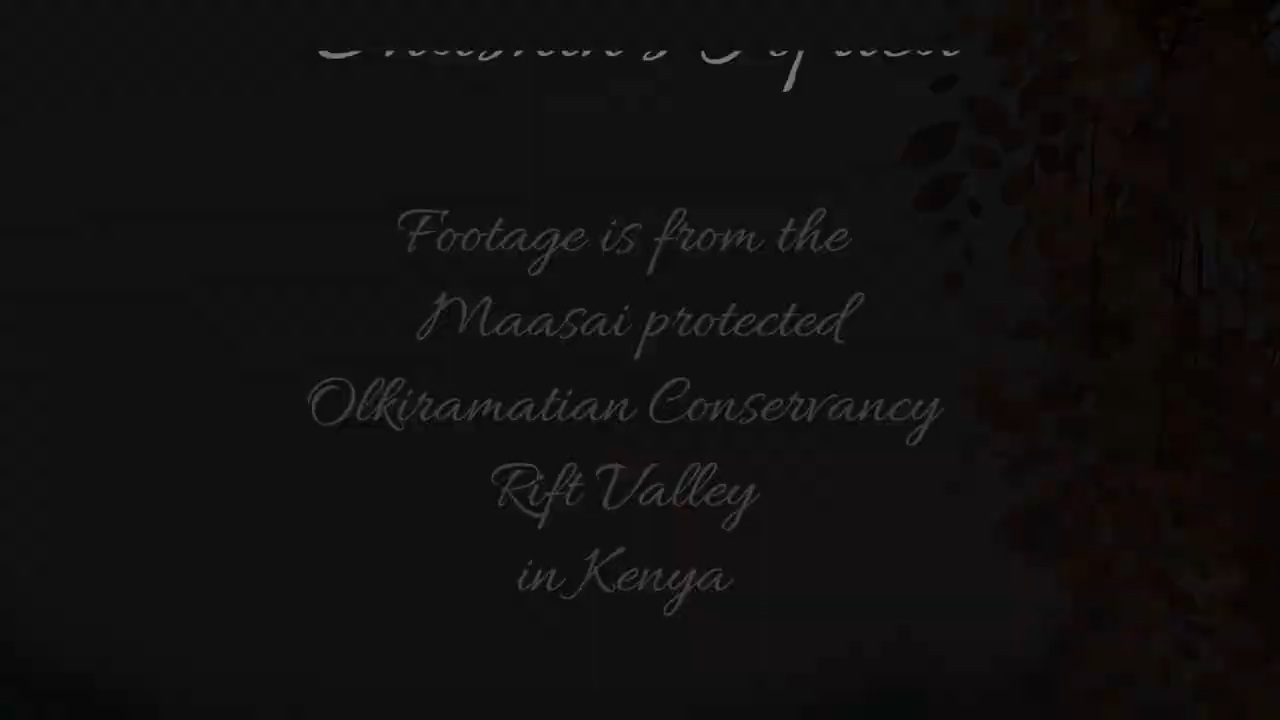 Footage is from the
Maasai protected
Olkiramatian Conservancy
Rift Valley
in Kenya